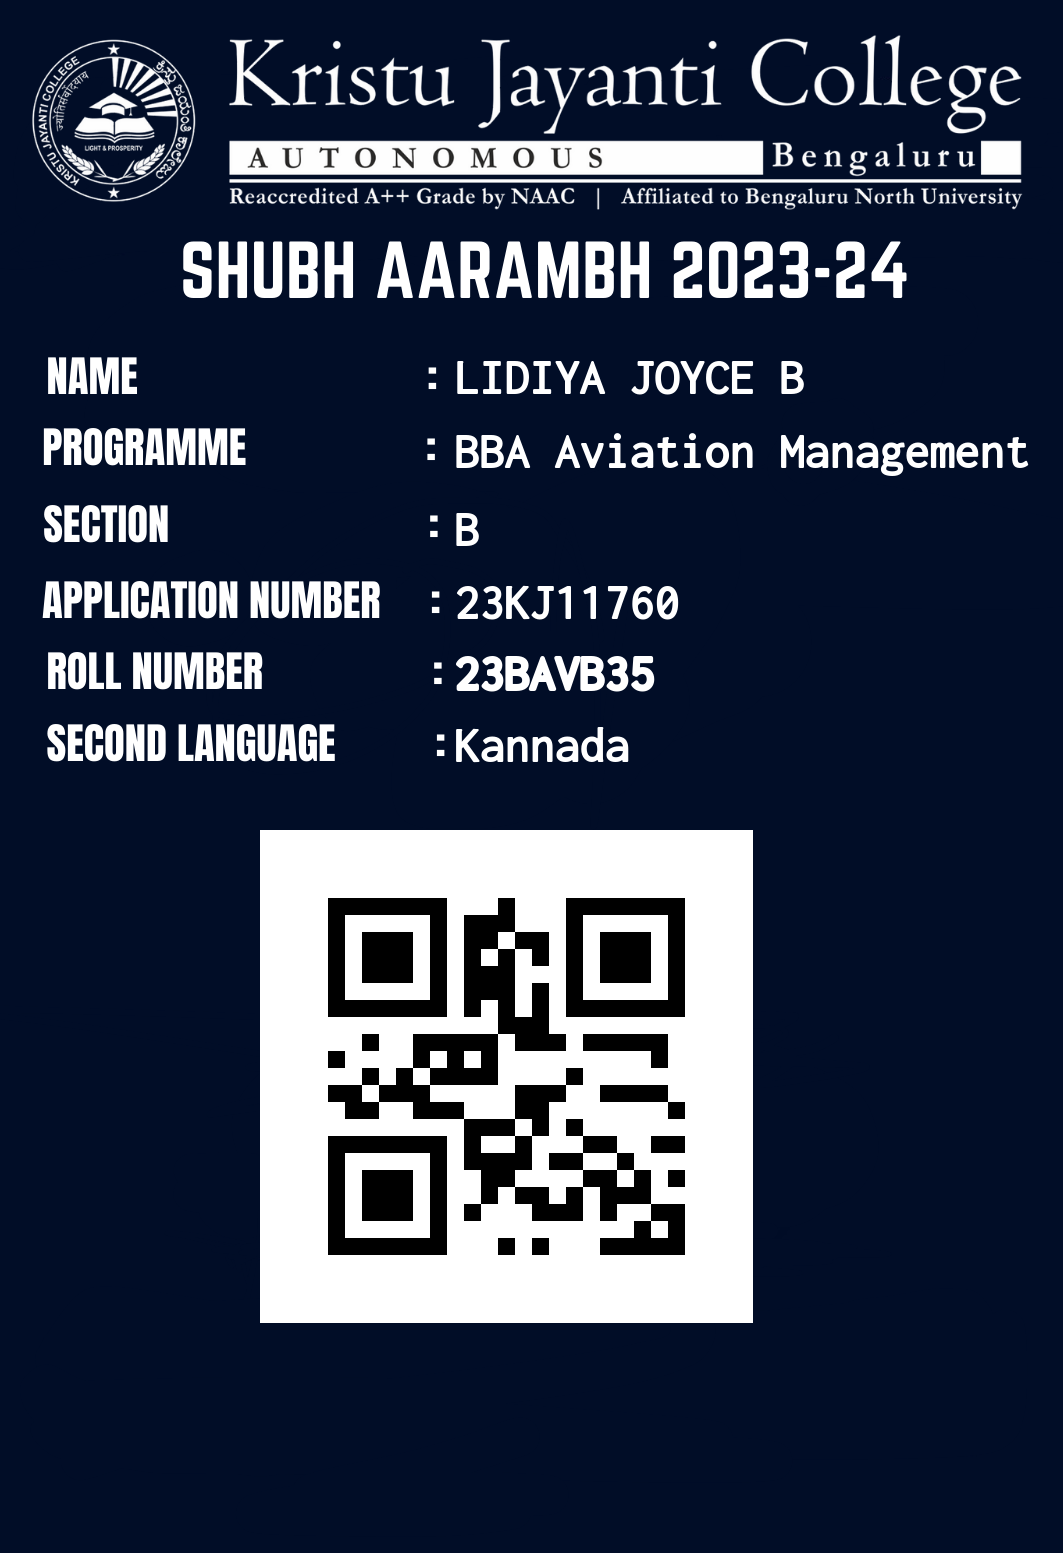 Kristu Jayanti College
AUTONOMOUS Bengaluru
Reaccredited A++ Grade by NAAC | Affiliated to Bengaluru North University
KRISTU JAYANTI COLLEGE
LIGHT & PROSPERITY
SHUBH AARAMBH 2023-24
NAME : LIDIYA JOYCE B
PROGRAMME : BBA Aviation Management
SECTION : B
APPLICATION NUMBER : 23KJ11760
ROLL NUMBER : 23BAVB35
SECOND LANGUAGE :Kannada